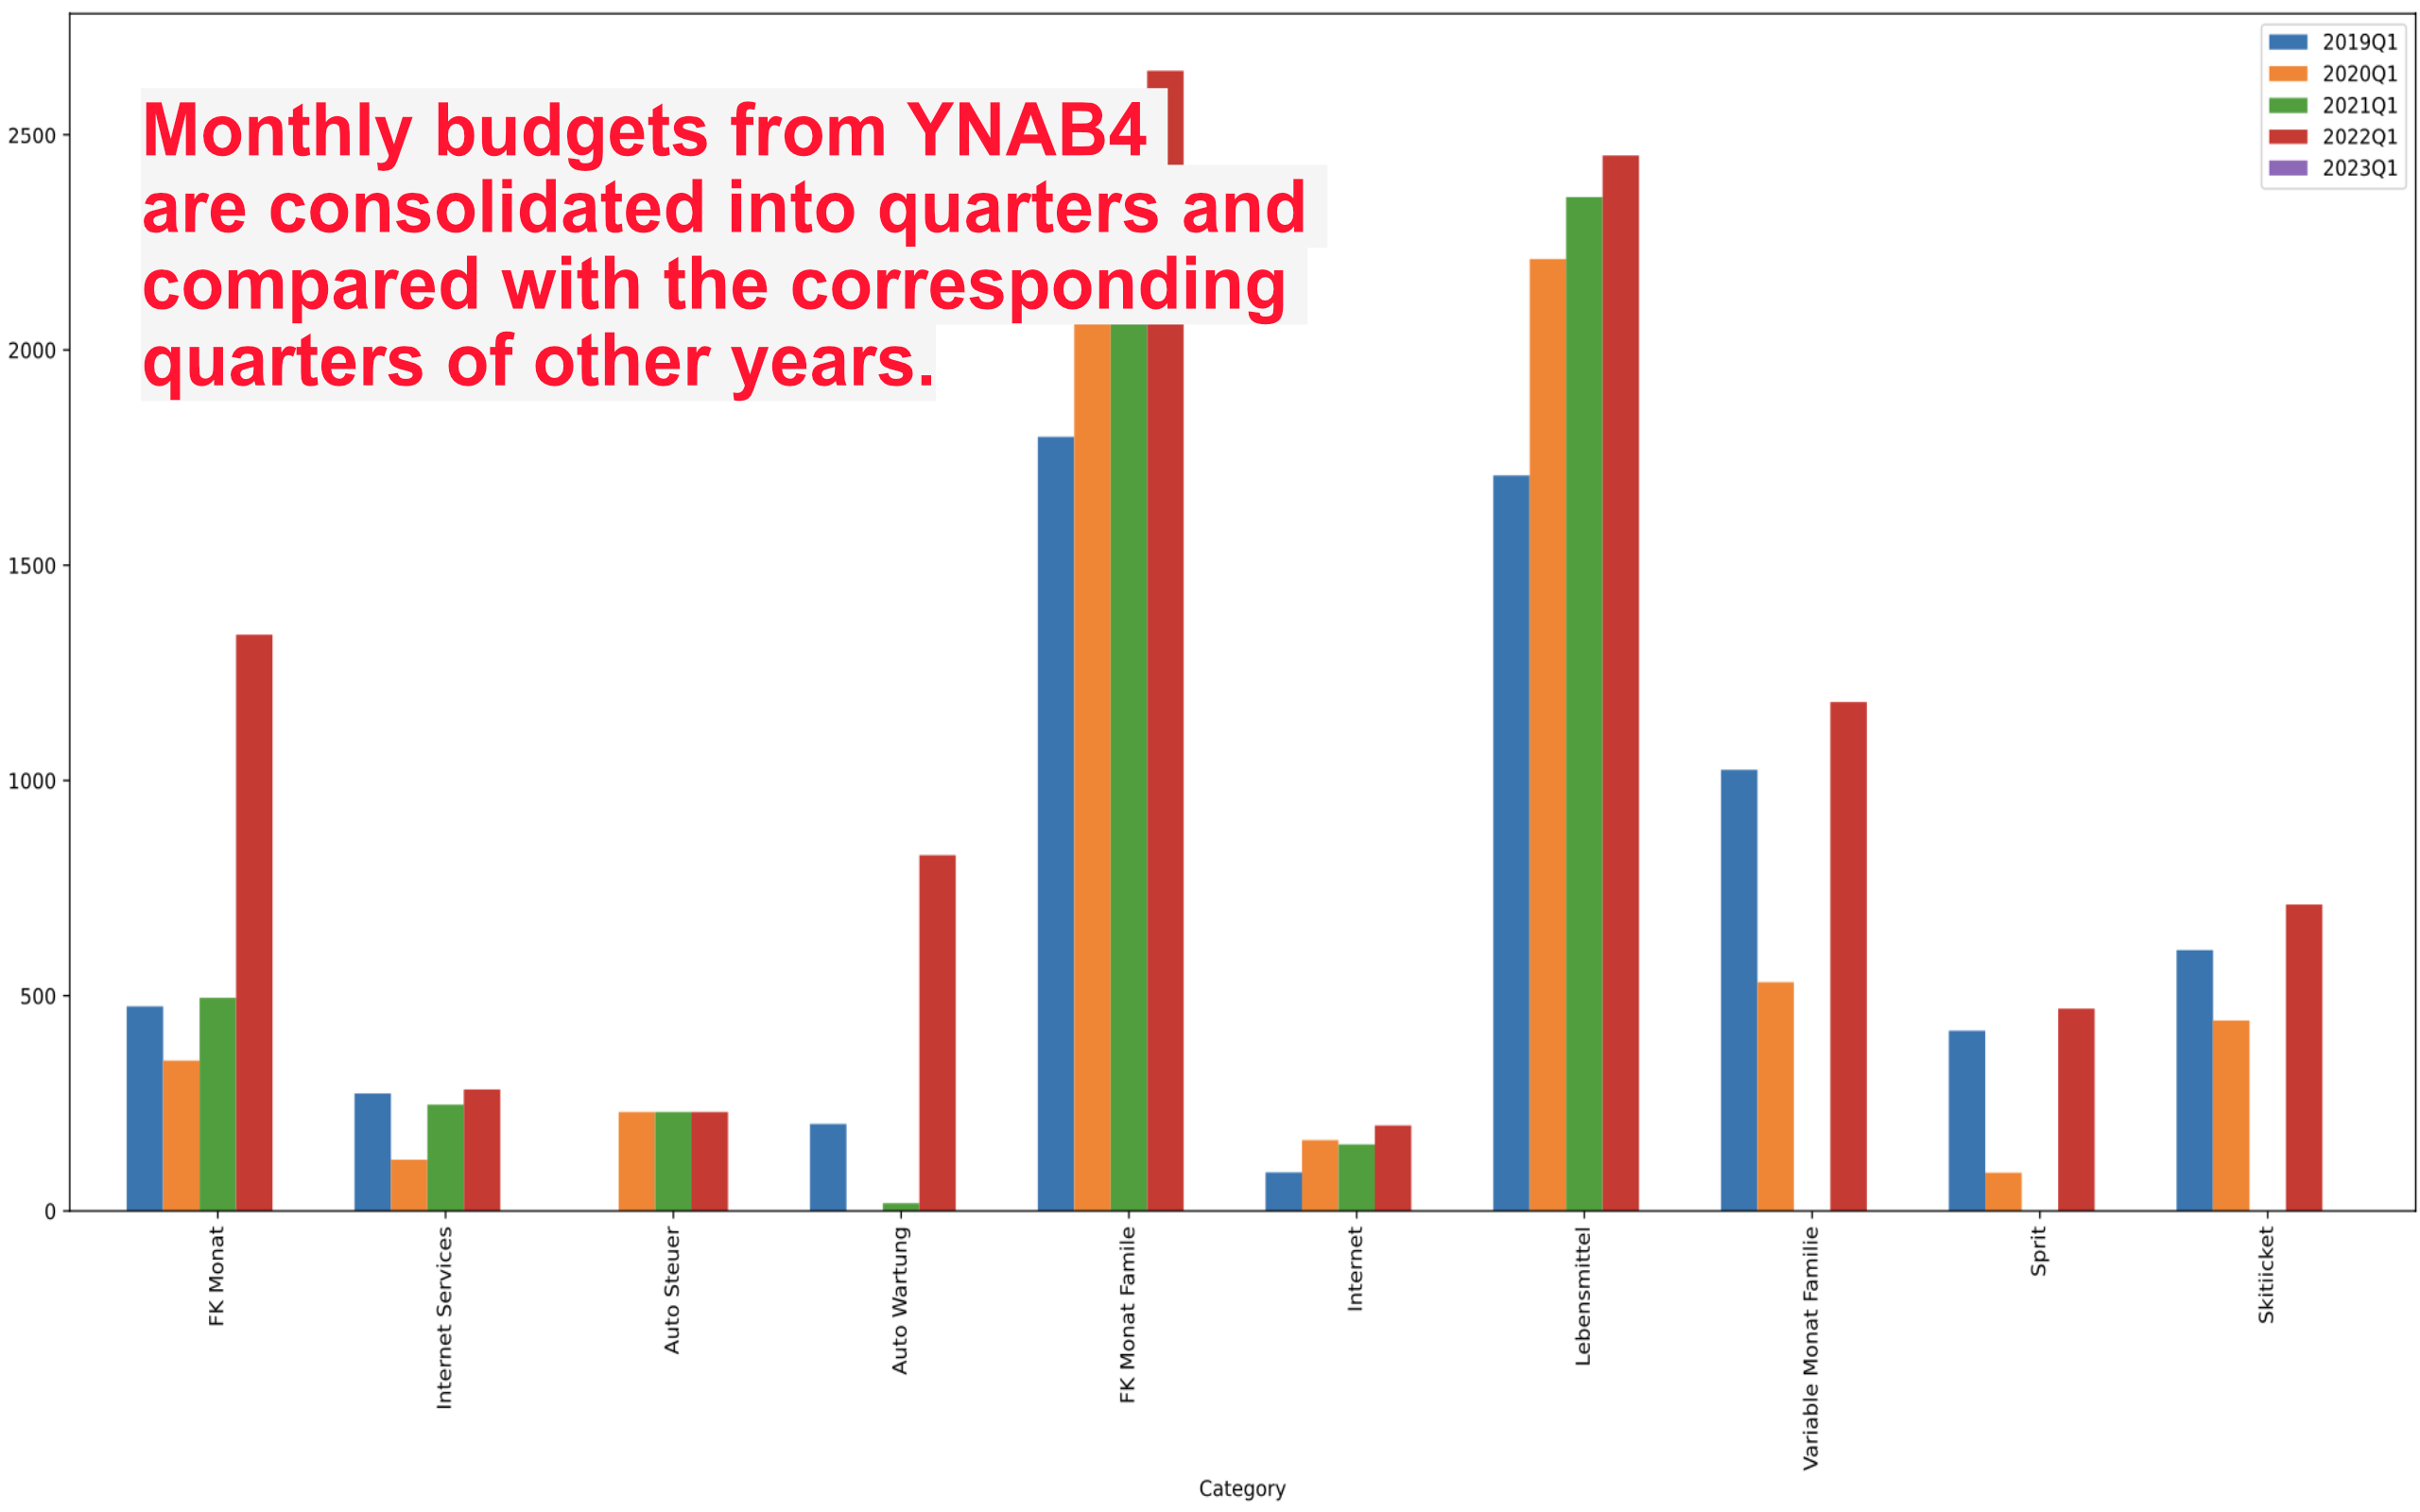 Monthly budgets from YNAB4
are consolidated into quarters and
compared with the corresponding
quarters of other years.
2019Q1
2020Q1
2021Q1
2022Q1
2023Q1
2500
2000
1500
1000
500
0
FK Monat
Internet Services
Auto Steuer
Auto Wartung
FK Monat Famile
Internet
Lebensmittel
Variable Monat Familie
Sprit
Skitiicket
Category